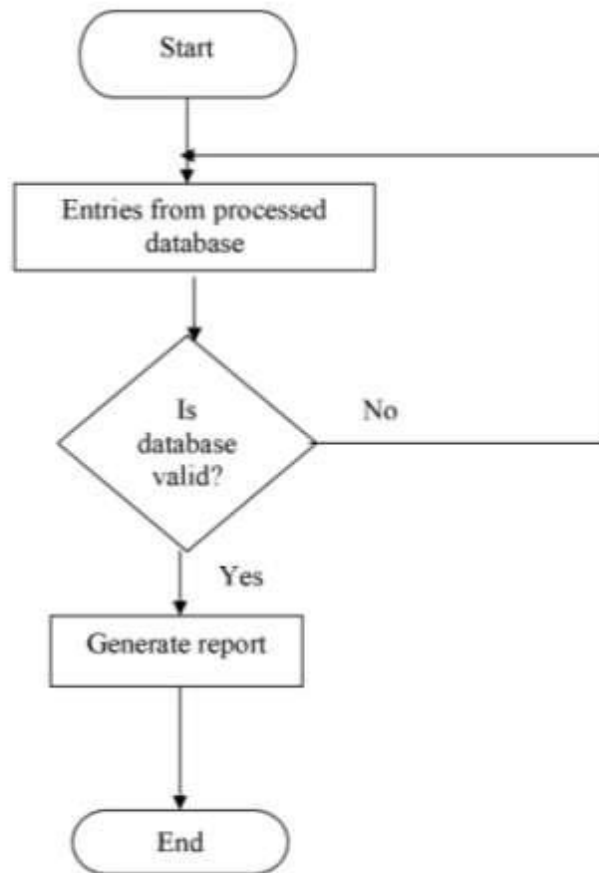 Start
Entries from processed
database
Is
database
valid?
No
Yes
Generate report
End